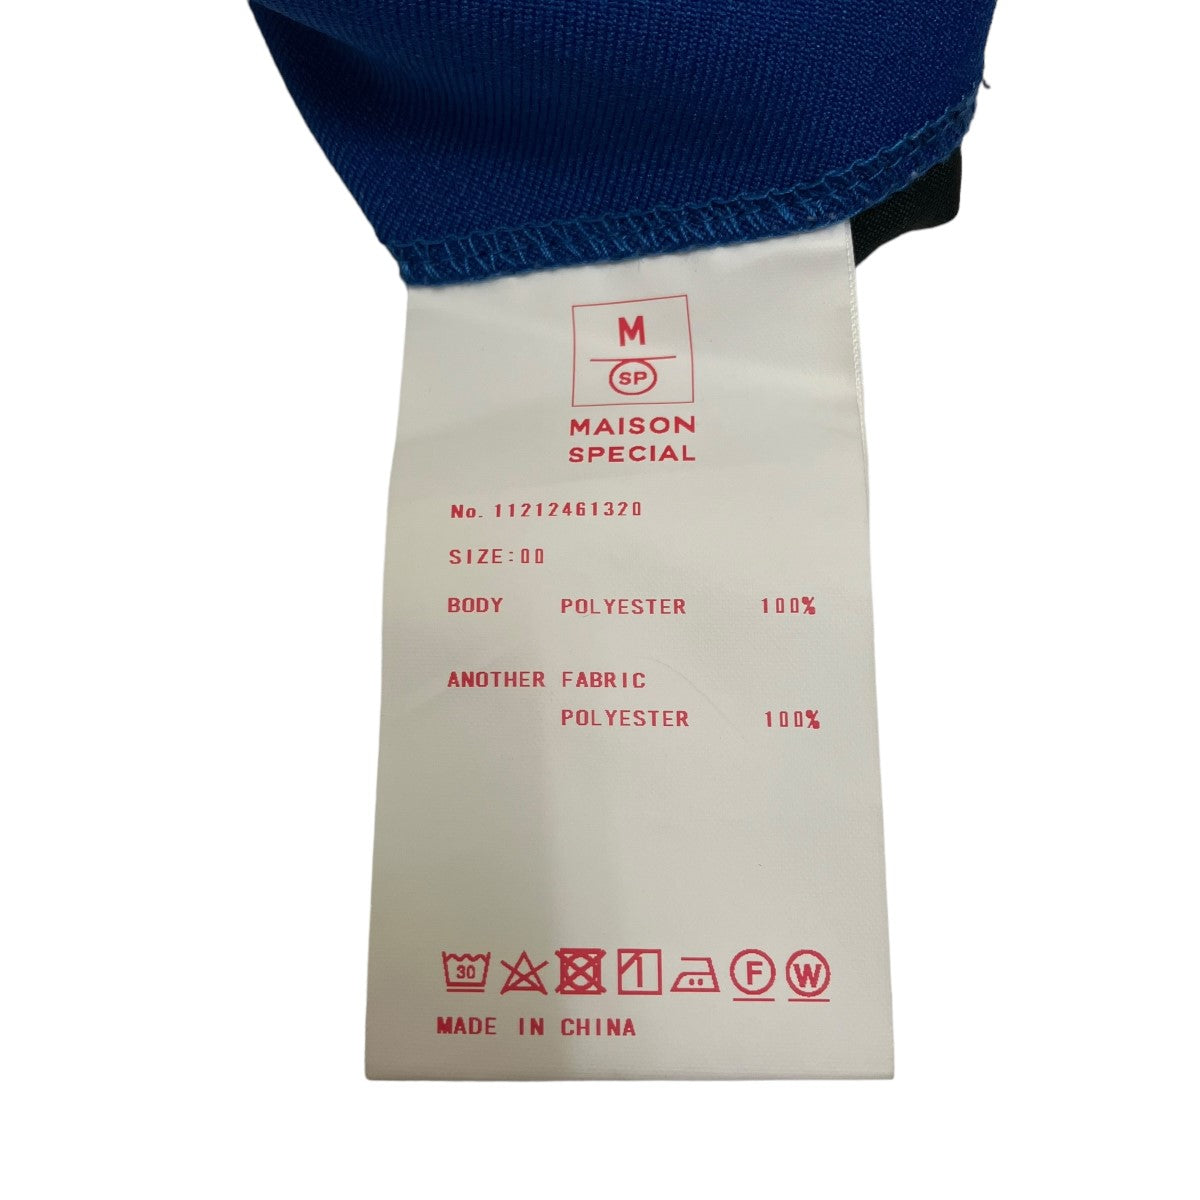 M
SP
MAISON
SPECIAL
No. 11212461320
SIZE:00
BODY POLYESTER 100%
ANOTHER FABRIC
POLYESTER 100%
30 F W
MADE IN CHINA